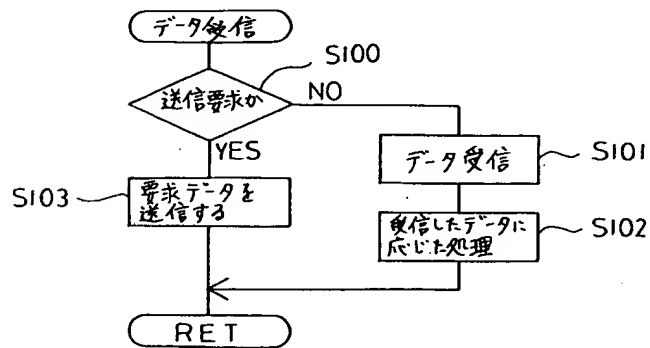 データ受信
S100
送信要求か
NO
YES
データ受信
S101
S103
要求データを
送信する
受信したデータに
応じた処理
S102
RET